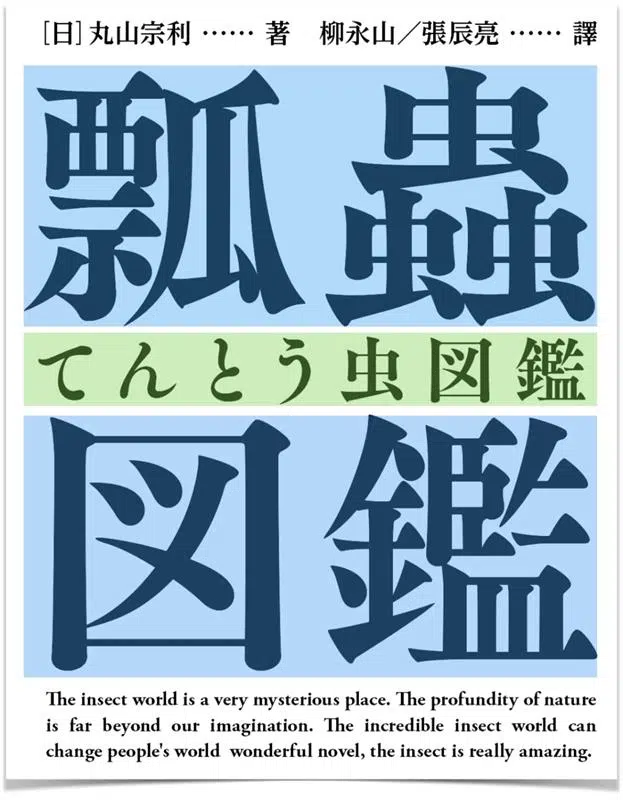 ［日］丸山宗利 …… 著　柳永山／張辰亮 …… 譯
瓢蟲
てんとう虫図鑑
図鑑
The insect world is a very mysterious place. The profundity of nature
is far beyond our imagination. The incredible insect world can
change people's world wonderful novel, the insect is really amazing.